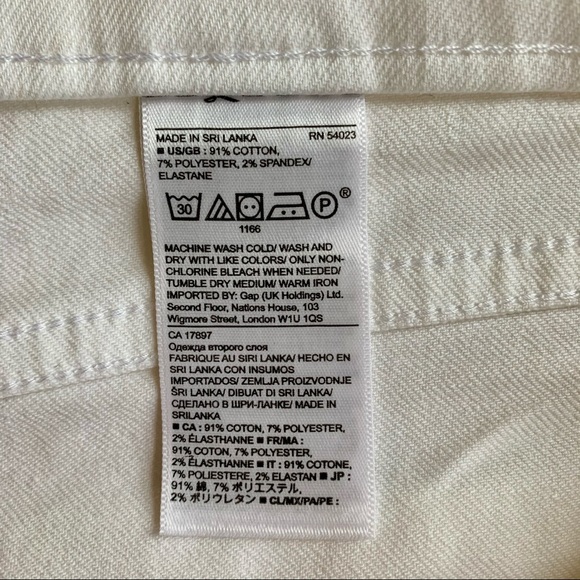 MADE IN SRI LANKA RN 54023
■ US/GB : 91% COTTON,
7% POLYESTER, 2% SPANDEX/
ELASTANE
30 P ®
1166
MACHINE WASH COLD/ WASH AND
DRY WITH LIKE COLORS/ ONLY NON-
CHLORINE BLEACH WHEN NEEDED/
TUMBLE DRY MEDIUM/ WARM IRON
IMPORTED BY: Gap (UK Holdings) Ltd.
Second Floor, Nations House, 103
Wigmore Street, London W1U 1QS
CA 17897
Одежда второго слоя
FABRIQUE AU SRI LANKA/ HECHO EN
SRI LANKA CON INSUMOS
IMPORTADOS/ ZEMLJA PROIZVODNJE
ŠRI LANKA/ DIBUAT DI SRI LANKA/
СДЕЛАНО В ШРИ-ЛАНКЕ/ MADE IN
SRILANKA
■ CA : 91% COTON, 7% POLYESTER,
2% ÉLASTHANNE ■ FR/MA :
91% COTON, 7% POLYESTER,
2% ÉLASTHANNE ■ IT : 91% COTONE,
7% POLIESTERE, 2% ELASTAN ■ JP :
91% 綿, 7% ポリエステル,
2% ポリウレタン ■ CL/MX/PA/PE :